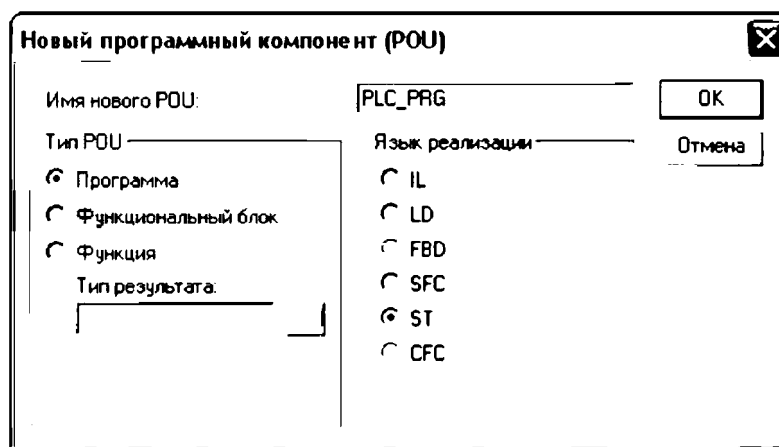 Новый программный компонент (POU)
Имя нового POU:
PLC_PRG
OK
Отмена
Тип POU
Программа
Функциональный блок
Функция
Тип результата:
Язык реализации
IL
LD
FBD
SFC
ST
CFC